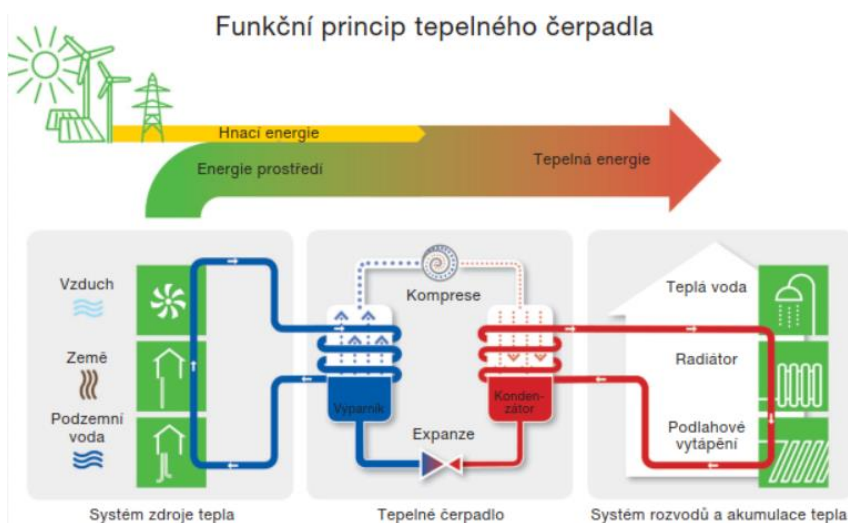 Funkční princip tepelného čerpadla
Hnací energie
Energie prostředí
Tepelná energie
Vzduch
Země
Podzemní
voda
Komprese
Výparník
Konden-
zátor
Expanze
Teplá voda
Radiátor
Podlahové
vytápění
Systém zdroje tepla
Tepelné čerpadlo
Systém rozvodů a akumulace tepla